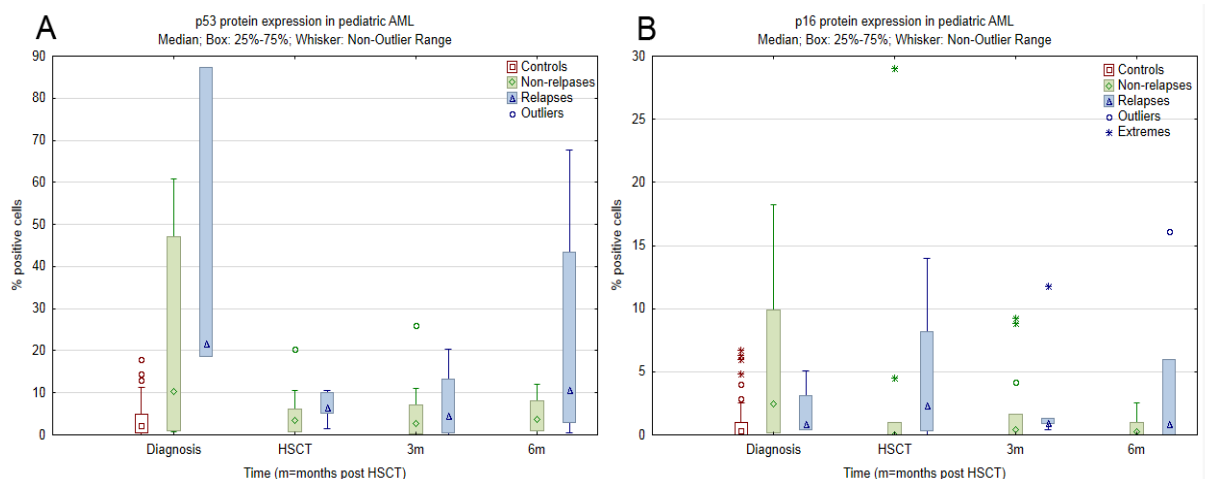 A
p53 protein expression in pediatric AML
Median; Box: 25%-75%; Whisker: Non-Outlier Range
90
80
70
60
50
40
30
20
10
0
% positive cells
Controls
Non-relpases
Relapses
Outliers
Diagnosis HSCT 3m 6m
Time (m=months post HSCT)
B
p16 protein expression in pediatric AML
Median; Box: 25%-75%; Whisker: Non-Outlier Range
30
25
20
15
10
5
0
% positive cells
Controls
Non-relapses
Relapses
Outliers
Extremes
Diagnosis HSCT 3m 6m
Time (m=months post HSCT)